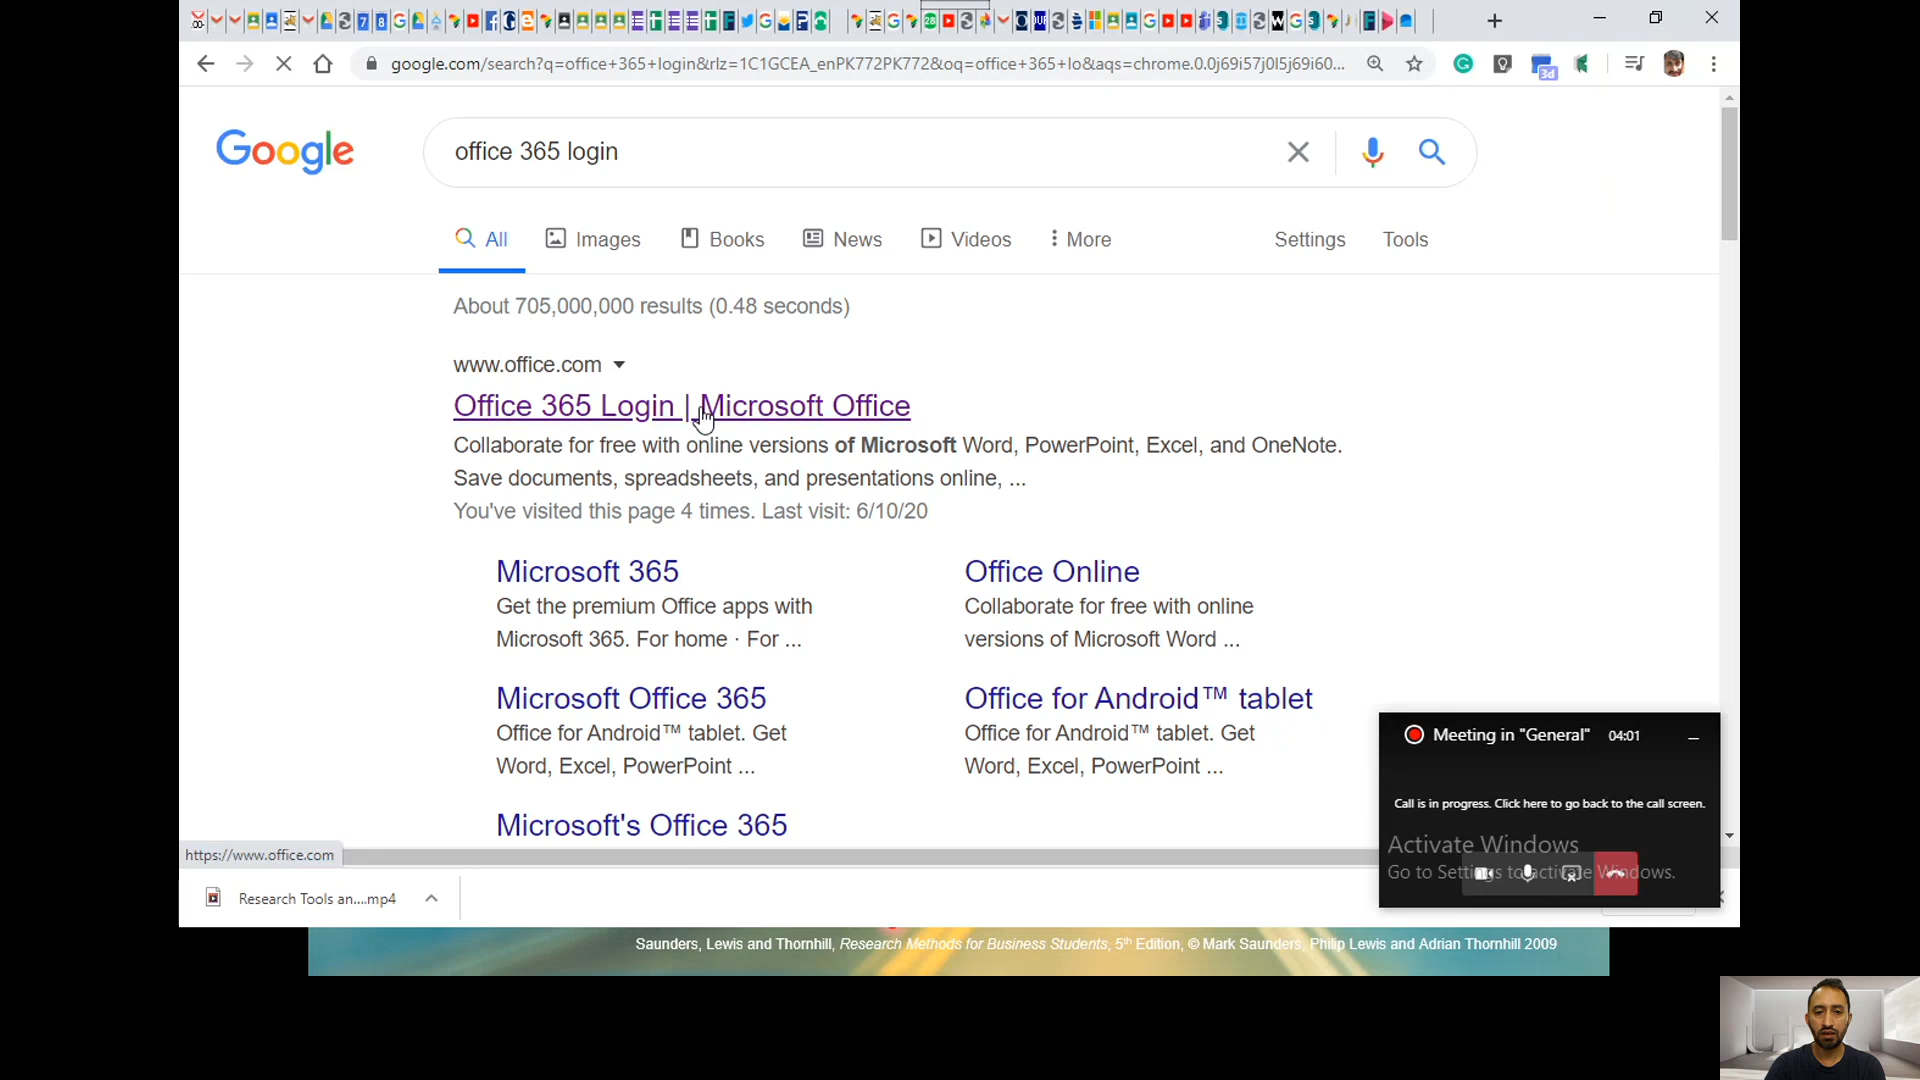 google.com/search?q=office+365+login&rlz=1C1GCEA_enPK772PK772&oq=office+365+lo&aqs=chrome.0.0j69i57j0l5j69i60...
3d
Google
office 365 login
All Images Books News Videos More Settings Tools
About 705,000,000 results (0.48 seconds)
www.office.com
Office 365 Login | Microsoft Office
Collaborate for free with online versions of Microsoft Word, PowerPoint, Excel, and OneNote.
Save documents, spreadsheets, and presentations online, ...
You've visited this page 4 times. Last visit: 6/10/20
Microsoft 365
Get the premium Office apps with
Microsoft 365. For home · For ...
Office Online
Collaborate for free with online
versions of Microsoft Word ...
Microsoft Office 365
Office for Android™ tablet. Get
Word, Excel, PowerPoint ...
Office for Android™ tablet
Office for Android™ tablet. Get
Word, Excel, PowerPoint ...
Microsoft's Office 365
Meeting in "General" 04:01
Call is in progress. Click here to go back to the call screen.
Activate Windows
Go to Settings to activate Windows.
https://www.office.com
Research Tools an....mp4
Saunders, Lewis and Thornhill, Research Methods for Business Students, 5th Edition, © Mark Saunders, Philip Lewis and Adrian Thornhill 2009